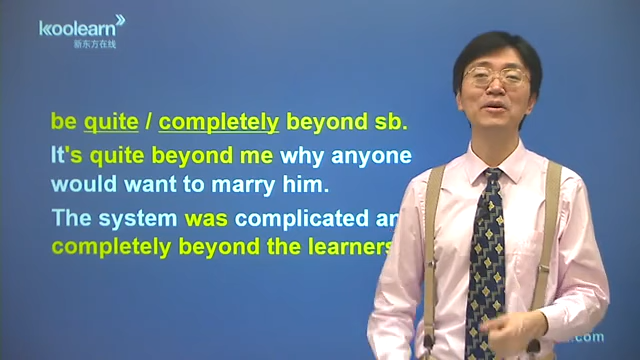 koolearn
新东方在线
be quite / completely beyond sb.
It's quite beyond me why anyone
would want to marry him.
The system was complicated an
completely beyond the learners
.com